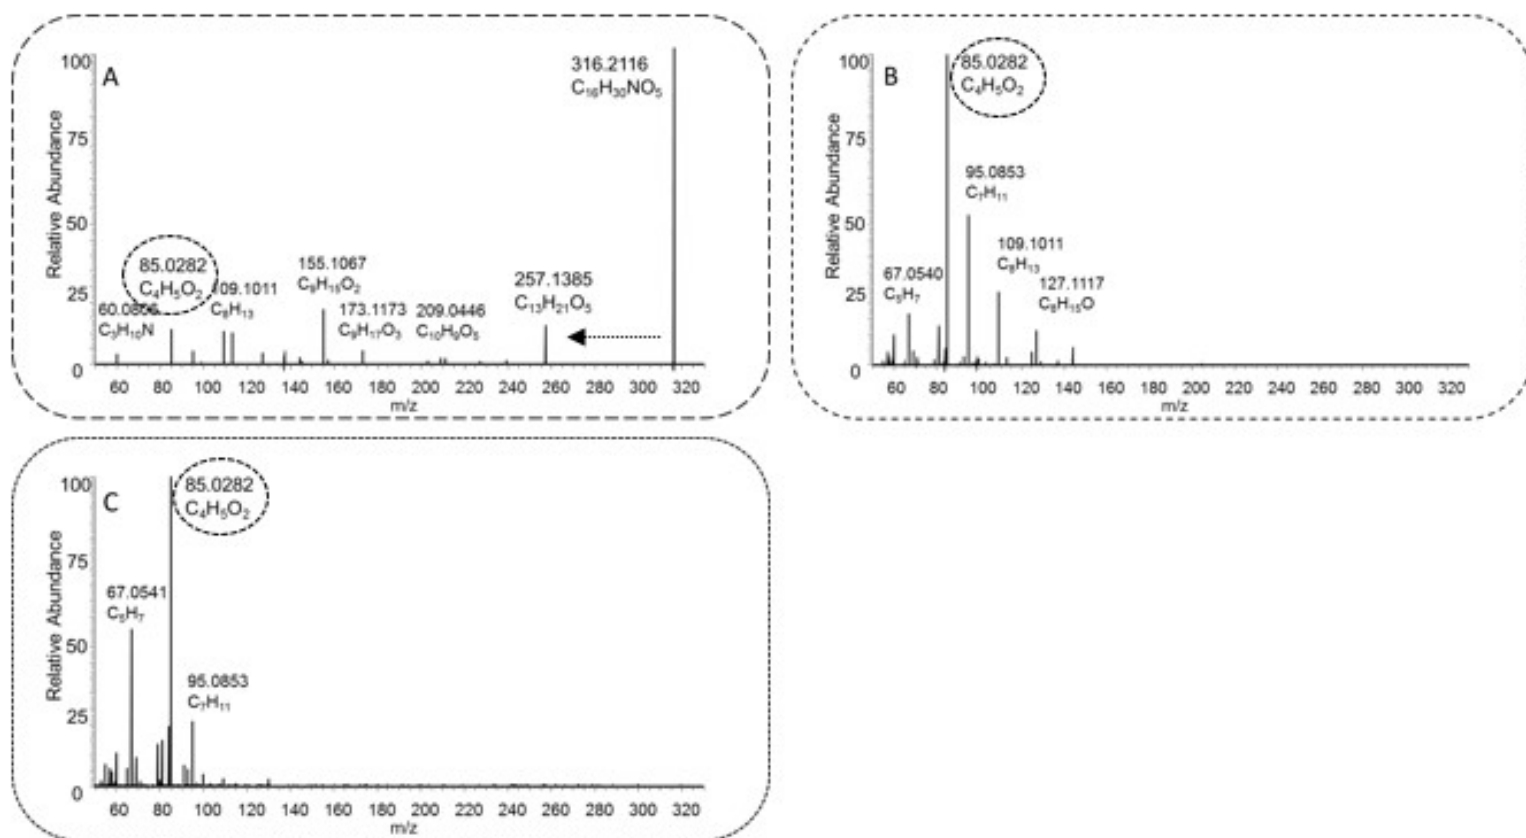 A
100
75
50
25
0
Relative Abundance
316.2116
C₁₆H₃₀NO₅
85.0282
C₄H₅O₂
60.0806
C₃H₁₀N
109.1011
C₈H₁₃
155.1067
C₉H₁₅O₂
173.1173
C₉H₁₇O₃
209.0446
C₁₀H₉O₅
257.1385
C₁₃H₂₁O₅
60 80 100 120 140 160 180 200 220 240 260 280 300 320
m/z
B
100
75
50
25
0
Relative Abundance
85.0282
C₄H₅O₂
95.0853
C₇H₁₁
109.1011
C₈H₁₃
67.0540
C₅H₇
127.1117
C₈H₁₅O
60 80 100 120 140 160 180 200 220 240 260 280 300 320
m/z
C
100
75
50
25
0
Relative Abundance
85.0282
C₄H₅O₂
67.0541
C₅H₇
95.0853
C₇H₁₁
60 80 100 120 140 160 180 200 220 240 260 280 300 320
m/z